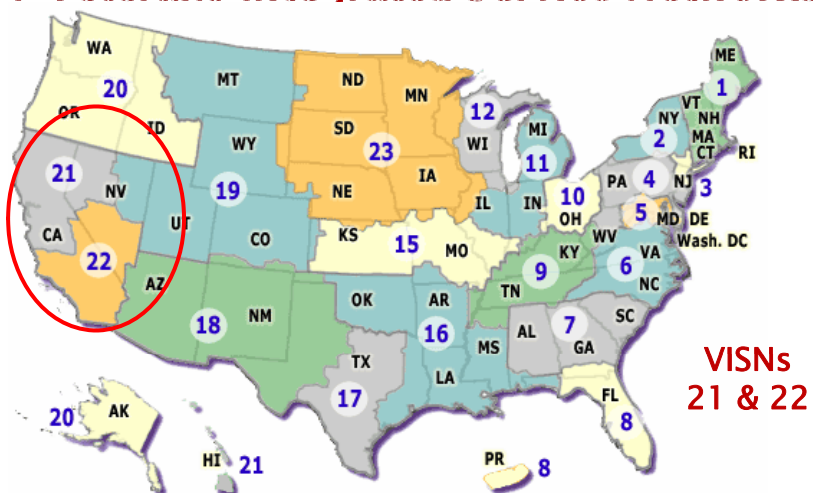 WA
ME
MT
ND
20
MN
1
VT
OR
12
NY
NH
ID
SD
MI
2
MA
WY
WI
CT
RI
23
21
11
IA
PA
4
NJ
3
NV
19
NE
10
IL
IN
OH
5
MD
DE
UT
CA
CO
KS
15
WV
Wash. DC
MO
KY
VA
22
9
6
AZ
NC
TN
OK
AR
NM
SC
18
16
AL
7
MS
GA
VISNs
TX
LA
21 & 22
17
FL
AK
20
8
HI
21
PR
8